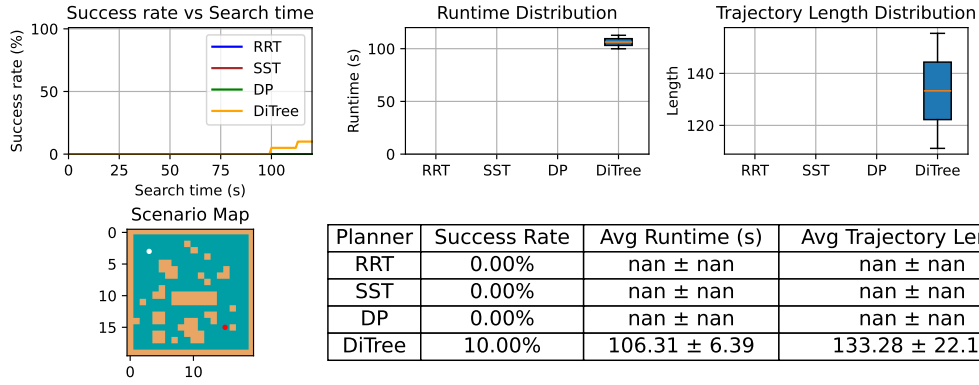 Success rate vs Search time
Success rate (%)
100
50
0
RRT
SST
DP
DiTree
0 25 50 75 100
Search time (s)
Runtime Distribution
Runtime (s)
100
50
0
RRT SST DP DiTree
Trajectory Length Distribution
Length
140
120
RRT SST DP DiTree
Scenario Map
0
5
10
15
0 10
Planner Success Rate Avg Runtime (s) Avg Trajectory Le
RRT 0.00% nan ± nan nan ± nan
SST 0.00% nan ± nan nan ± nan
DP 0.00% nan ± nan nan ± nan
DiTree 10.00% 106.31 ± 6.39 133.28 ± 22.1